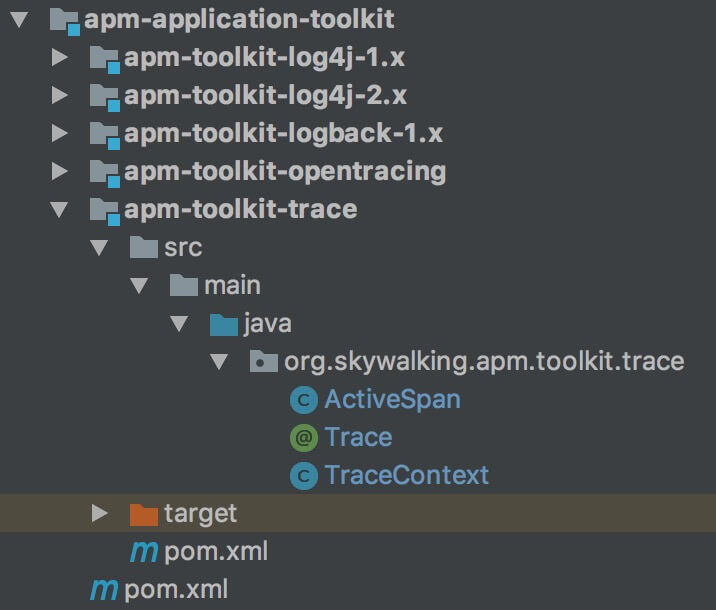 apm-application-toolkit
apm-toolkit-log4j-1.x
apm-toolkit-log4j-2.x
apm-toolkit-logback-1.x
apm-toolkit-opentracing
apm-toolkit-trace
src
main
java
org.skywalking.apm.toolkit.trace
C ActiveSpan
@ Trace
C TraceContext
target
m pom.xml
m pom.xml